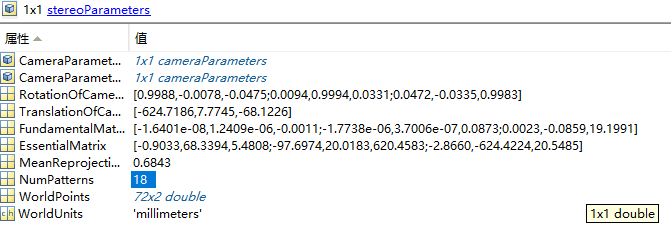 1x1 stereoParameters
属性 值
CameraParamet... 1x1 cameraParameters
CameraParamet... 1x1 cameraParameters
RotationOfCame... [0.9988,-0.0078,-0.0475;0.0094,0.9994,0.0331;0.0472,-0.0335,0.9983]
TranslationOfCa... [-624.7186,7.7745,-68.1226]
FundamentalMat... [-1.6401e-08,1.2409e-06,-0.0011;-1.7738e-06,3.7006e-07,0.0873;0.0023,-0.0859,19.1991]
EssentialMatrix [-0.9033,68.3394,5.4808;-97.6974,20.0183,620.4583;-2.8660,-624.4224,20.5485]
MeanReprojecti... 0.6843
NumPatterns 18
WorldPoints 72x2 double
WorldUnits 'millimeters'
1x1 double